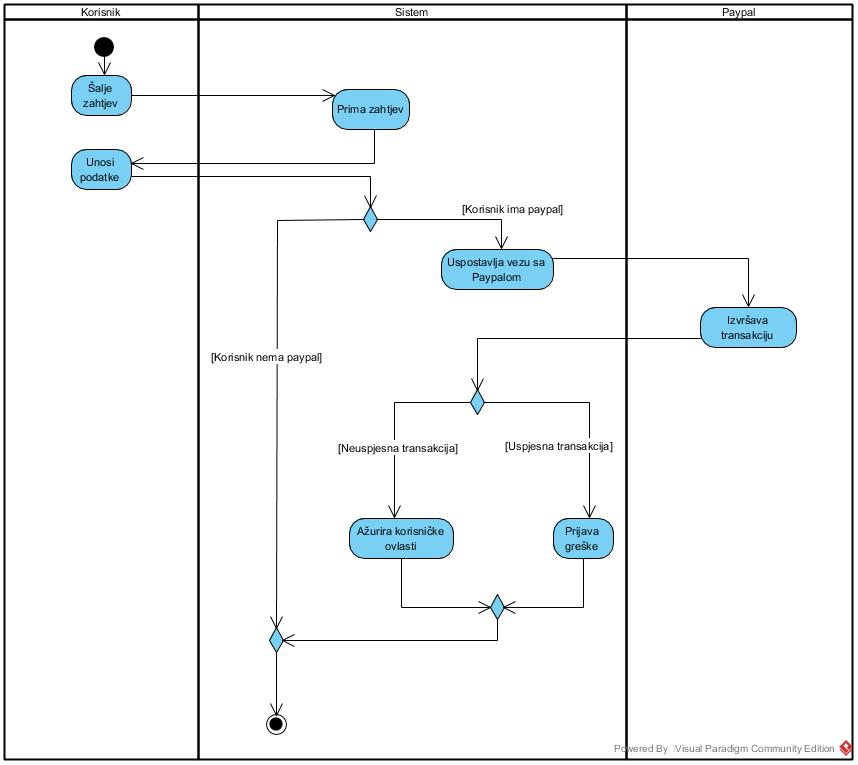 Korisnik
Sistem
Paypal
Šalje
zahtjev
Prima zahtjev
Unosi
podatke
[Korisnik ima paypal]
Uspostavlja vezu sa
Paypalom
Izvršava
transakciju
[Korisnik nema paypal]
[Neuspjesna transakcija]
[Uspjesna transakcija]
Ažurira korisničke
ovlasti
Prijava
greške
Powered By Visual Paradigm Community Edition